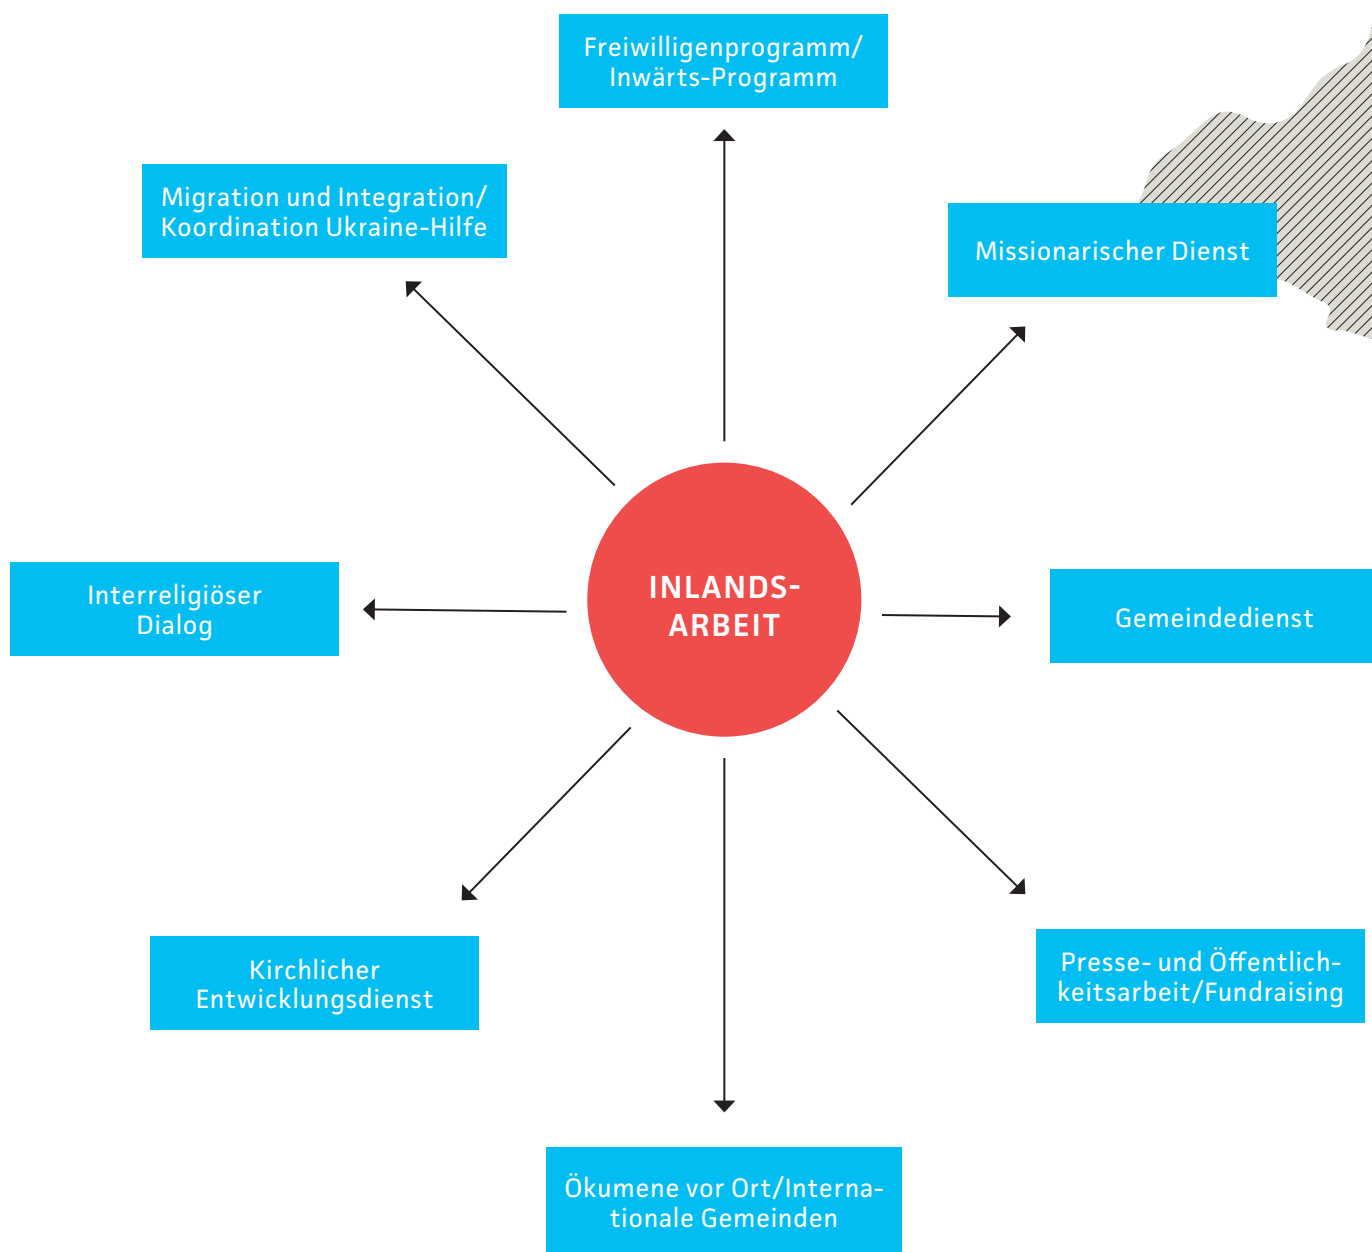 Freiwilligenprogramm/
Inwärts-Programm
Migration und Integration/
Koordination Ukraine-Hilfe
Missionarischer Dienst
INLANDS-
ARBEIT
Interreligiöser
Dialog
Gemeindedienst
Kirchlicher
Entwicklungsdienst
Presse- und Öffentlich-
keitsarbeit/Fundraising
Ökumene vor Ort/Interna-
tionale Gemeinden